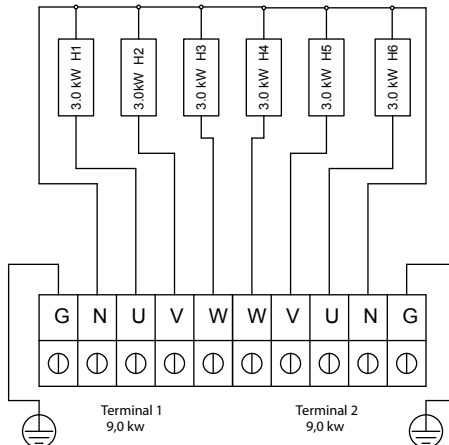 3.0 kW H1
3.0kW H2
3.0 kW H3
3.0 kW H4
3.0 kW H5
3.0 kW H6
G N U V W W V U N G
Terminal 1
9,0 kw
Terminal 2
9,0 kw